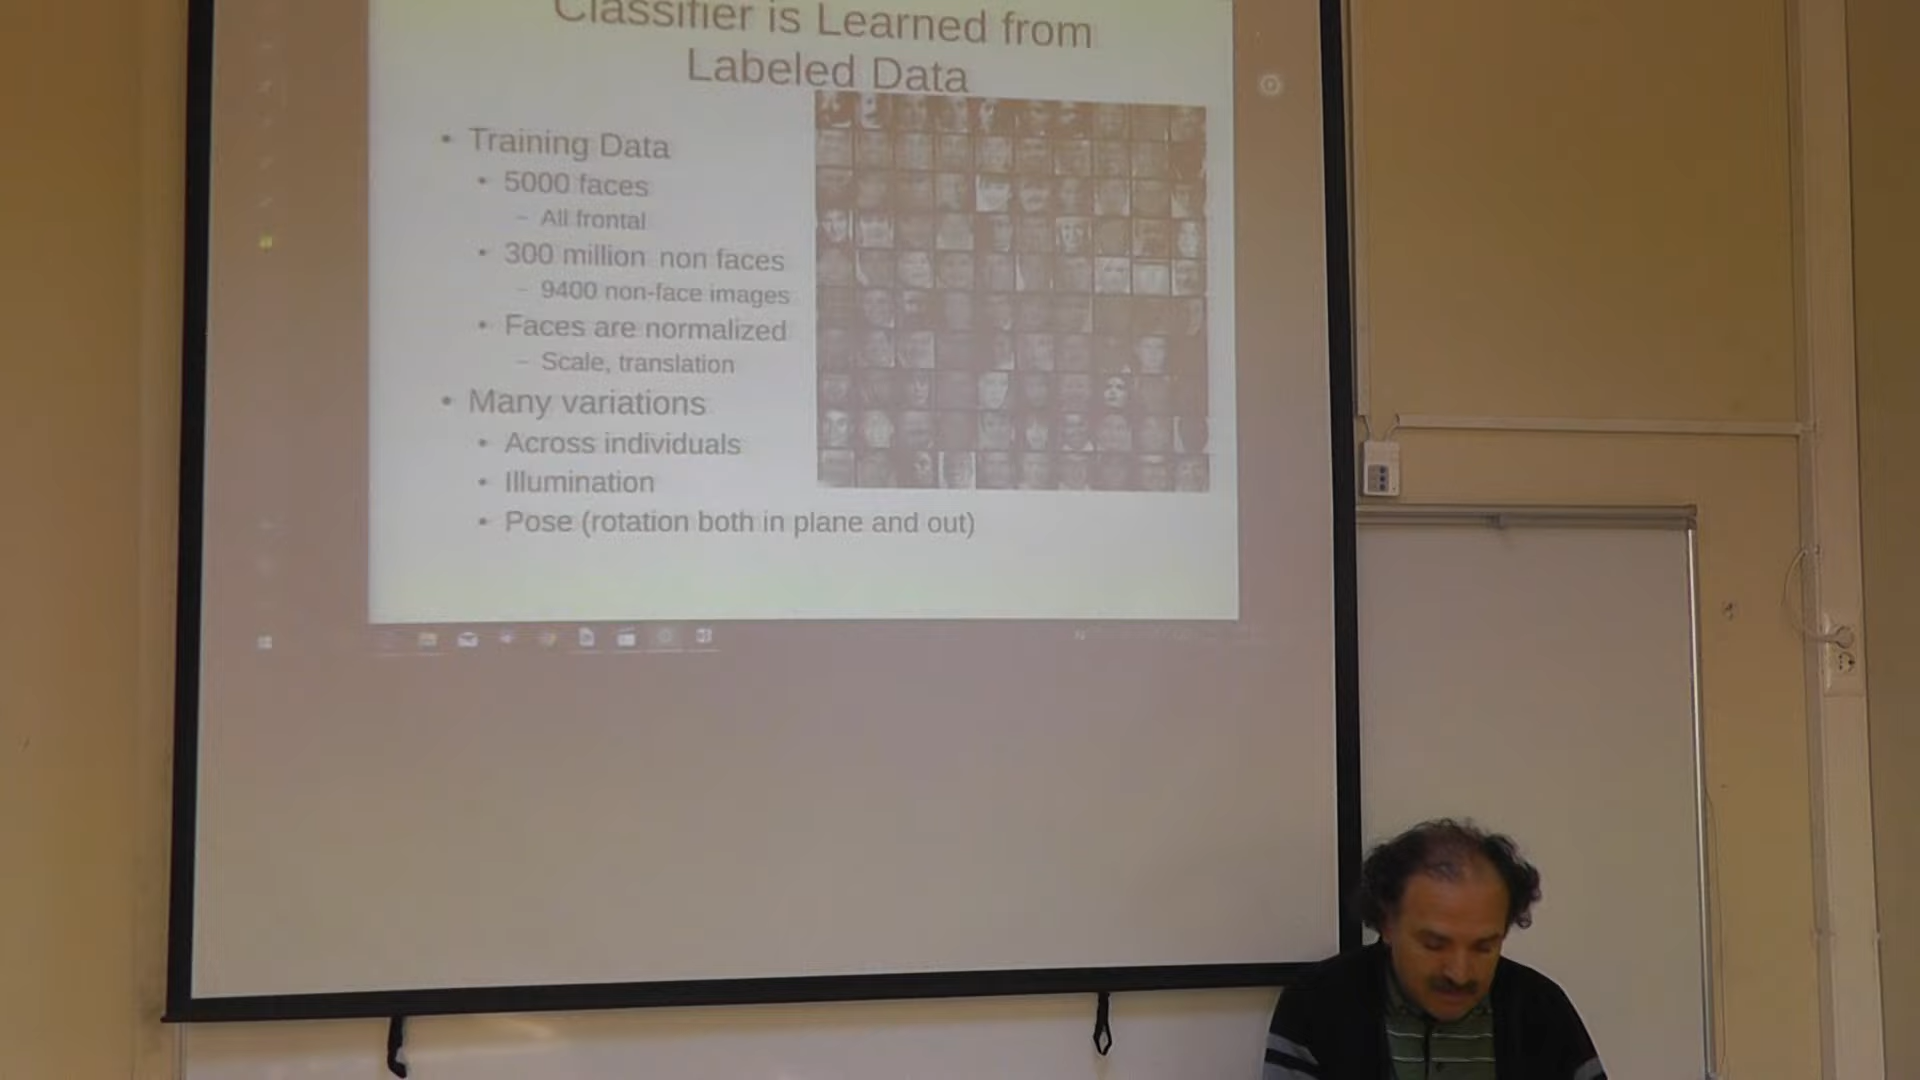 Classifier is Learned from
Labeled Data
• Training Data
• 5000 faces
– All frontal
• 300 million non faces
– 9400 non-face images
• Faces are normalized
– Scale, translation
• Many variations
• Across individuals
• Illumination
• Pose (rotation both in plane and out)